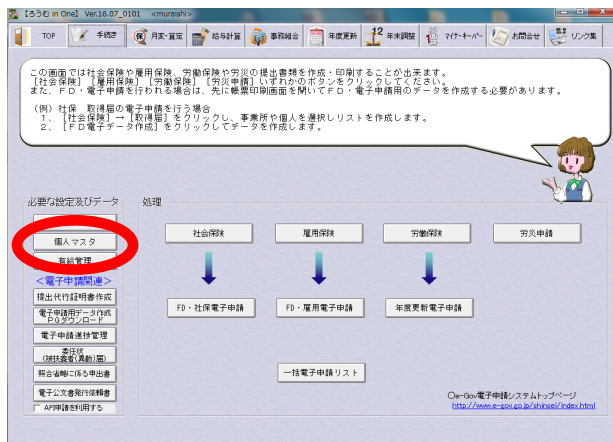 【ろうむ in One】 Ver.16.07_0101 <muraishi>
TOP
手続き
月変・算定
給与計算
事務組合
年度更新
年末調整
マイナ・キーパー
お問合せ
リンク集
この画面では社会保険や雇用保険、労働保険や労災の提出書類を作成・印刷することが出来ます。
[社会保険] [雇用保険] [労働保険] [労災申請] いずれかのボタンをクリックしてください。
また、FD・電子申請を行われる場合は、先に帳票印刷画面を開いてFD・電子申請用のデータを作成する必要があります。
(例) 社保 取得届の電子申請を行う場合
1、 [社会保険] → [取得届] をクリックし、事業所や個人を選択しリストを作成します。
2、 [FD電子データ作成] をクリックしてデータを作成します。
必要な設定及びデータ
個人マスタ
有給管理
<電子申請関連>
提出代行証明書作成
電子申請用データ作成
PGダウンロード
電子申請進捗管理
委任状
(被扶養者(異動)届)
照合省略に係る申出書
電子公文書発行依頼書
API申請を利用する
処理
社会保険
雇用保険
労働保険
労災申請
FD・社保電子申請
FD・雇用電子申請
年度更新電子申請
一括電子申請リスト
○e-Gov電子申請システムトップページ
http://www.e-gov.go.jp/shinsei/index.html